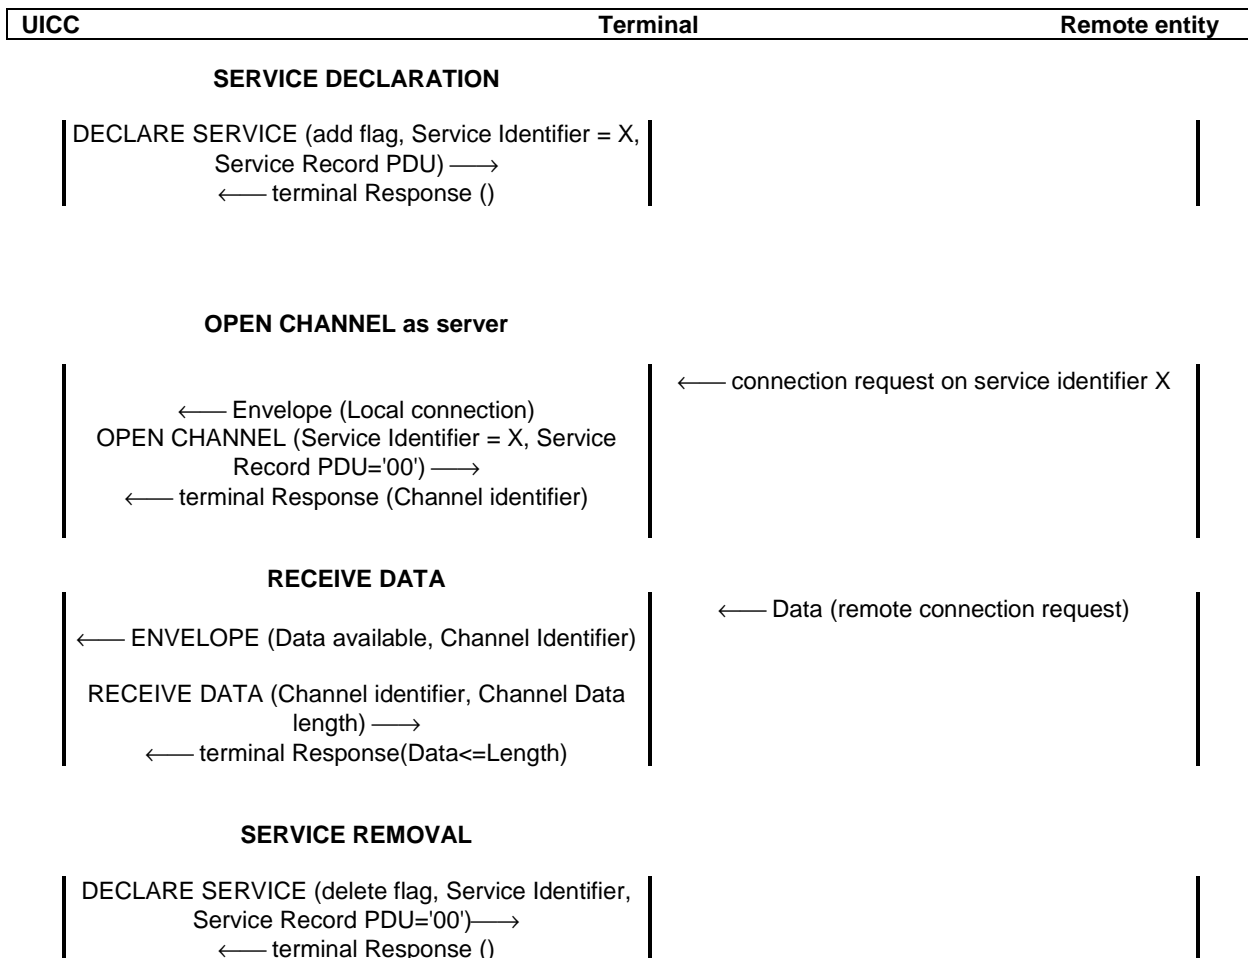 UICC Terminal Remote entity
SERVICE DECLARATION
DECLARE SERVICE (add flag, Service Identifier = X,
Service Record PDU) ⟶
⟵ terminal Response ()
OPEN CHANNEL as server
⟵ connection request on service identifier X
⟵ Envelope (Local connection)
OPEN CHANNEL (Service Identifier = X, Service
Record PDU='00') ⟶
⟵ terminal Response (Channel identifier)
RECEIVE DATA
⟵ Data (remote connection request)
⟵ ENVELOPE (Data available, Channel Identifier)
RECEIVE DATA (Channel identifier, Channel Data
length) ⟶
⟵ terminal Response(Data<=Length)
SERVICE REMOVAL
DECLARE SERVICE (delete flag, Service Identifier,
Service Record PDU='00')⟶
⟵ terminal Response ()